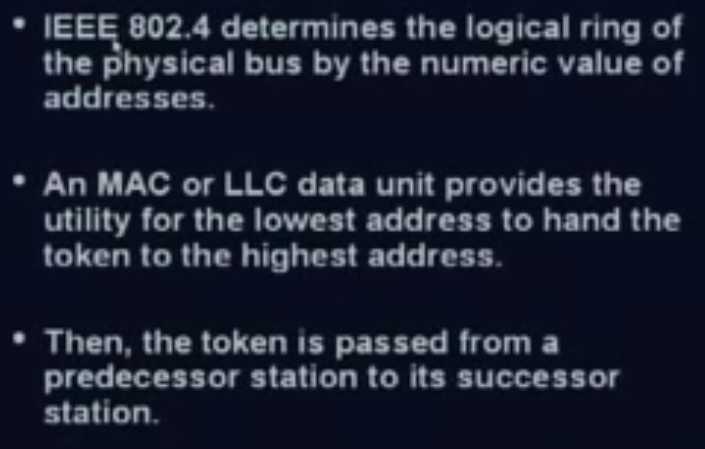 • IEEE 802.4 determines the logical ring of
the physical bus by the numeric value of
addresses.
• An MAC or LLC data unit provides the
utility for the lowest address to hand the
token to the highest address.
• Then, the token is passed from a
predecessor station to its successor
station.